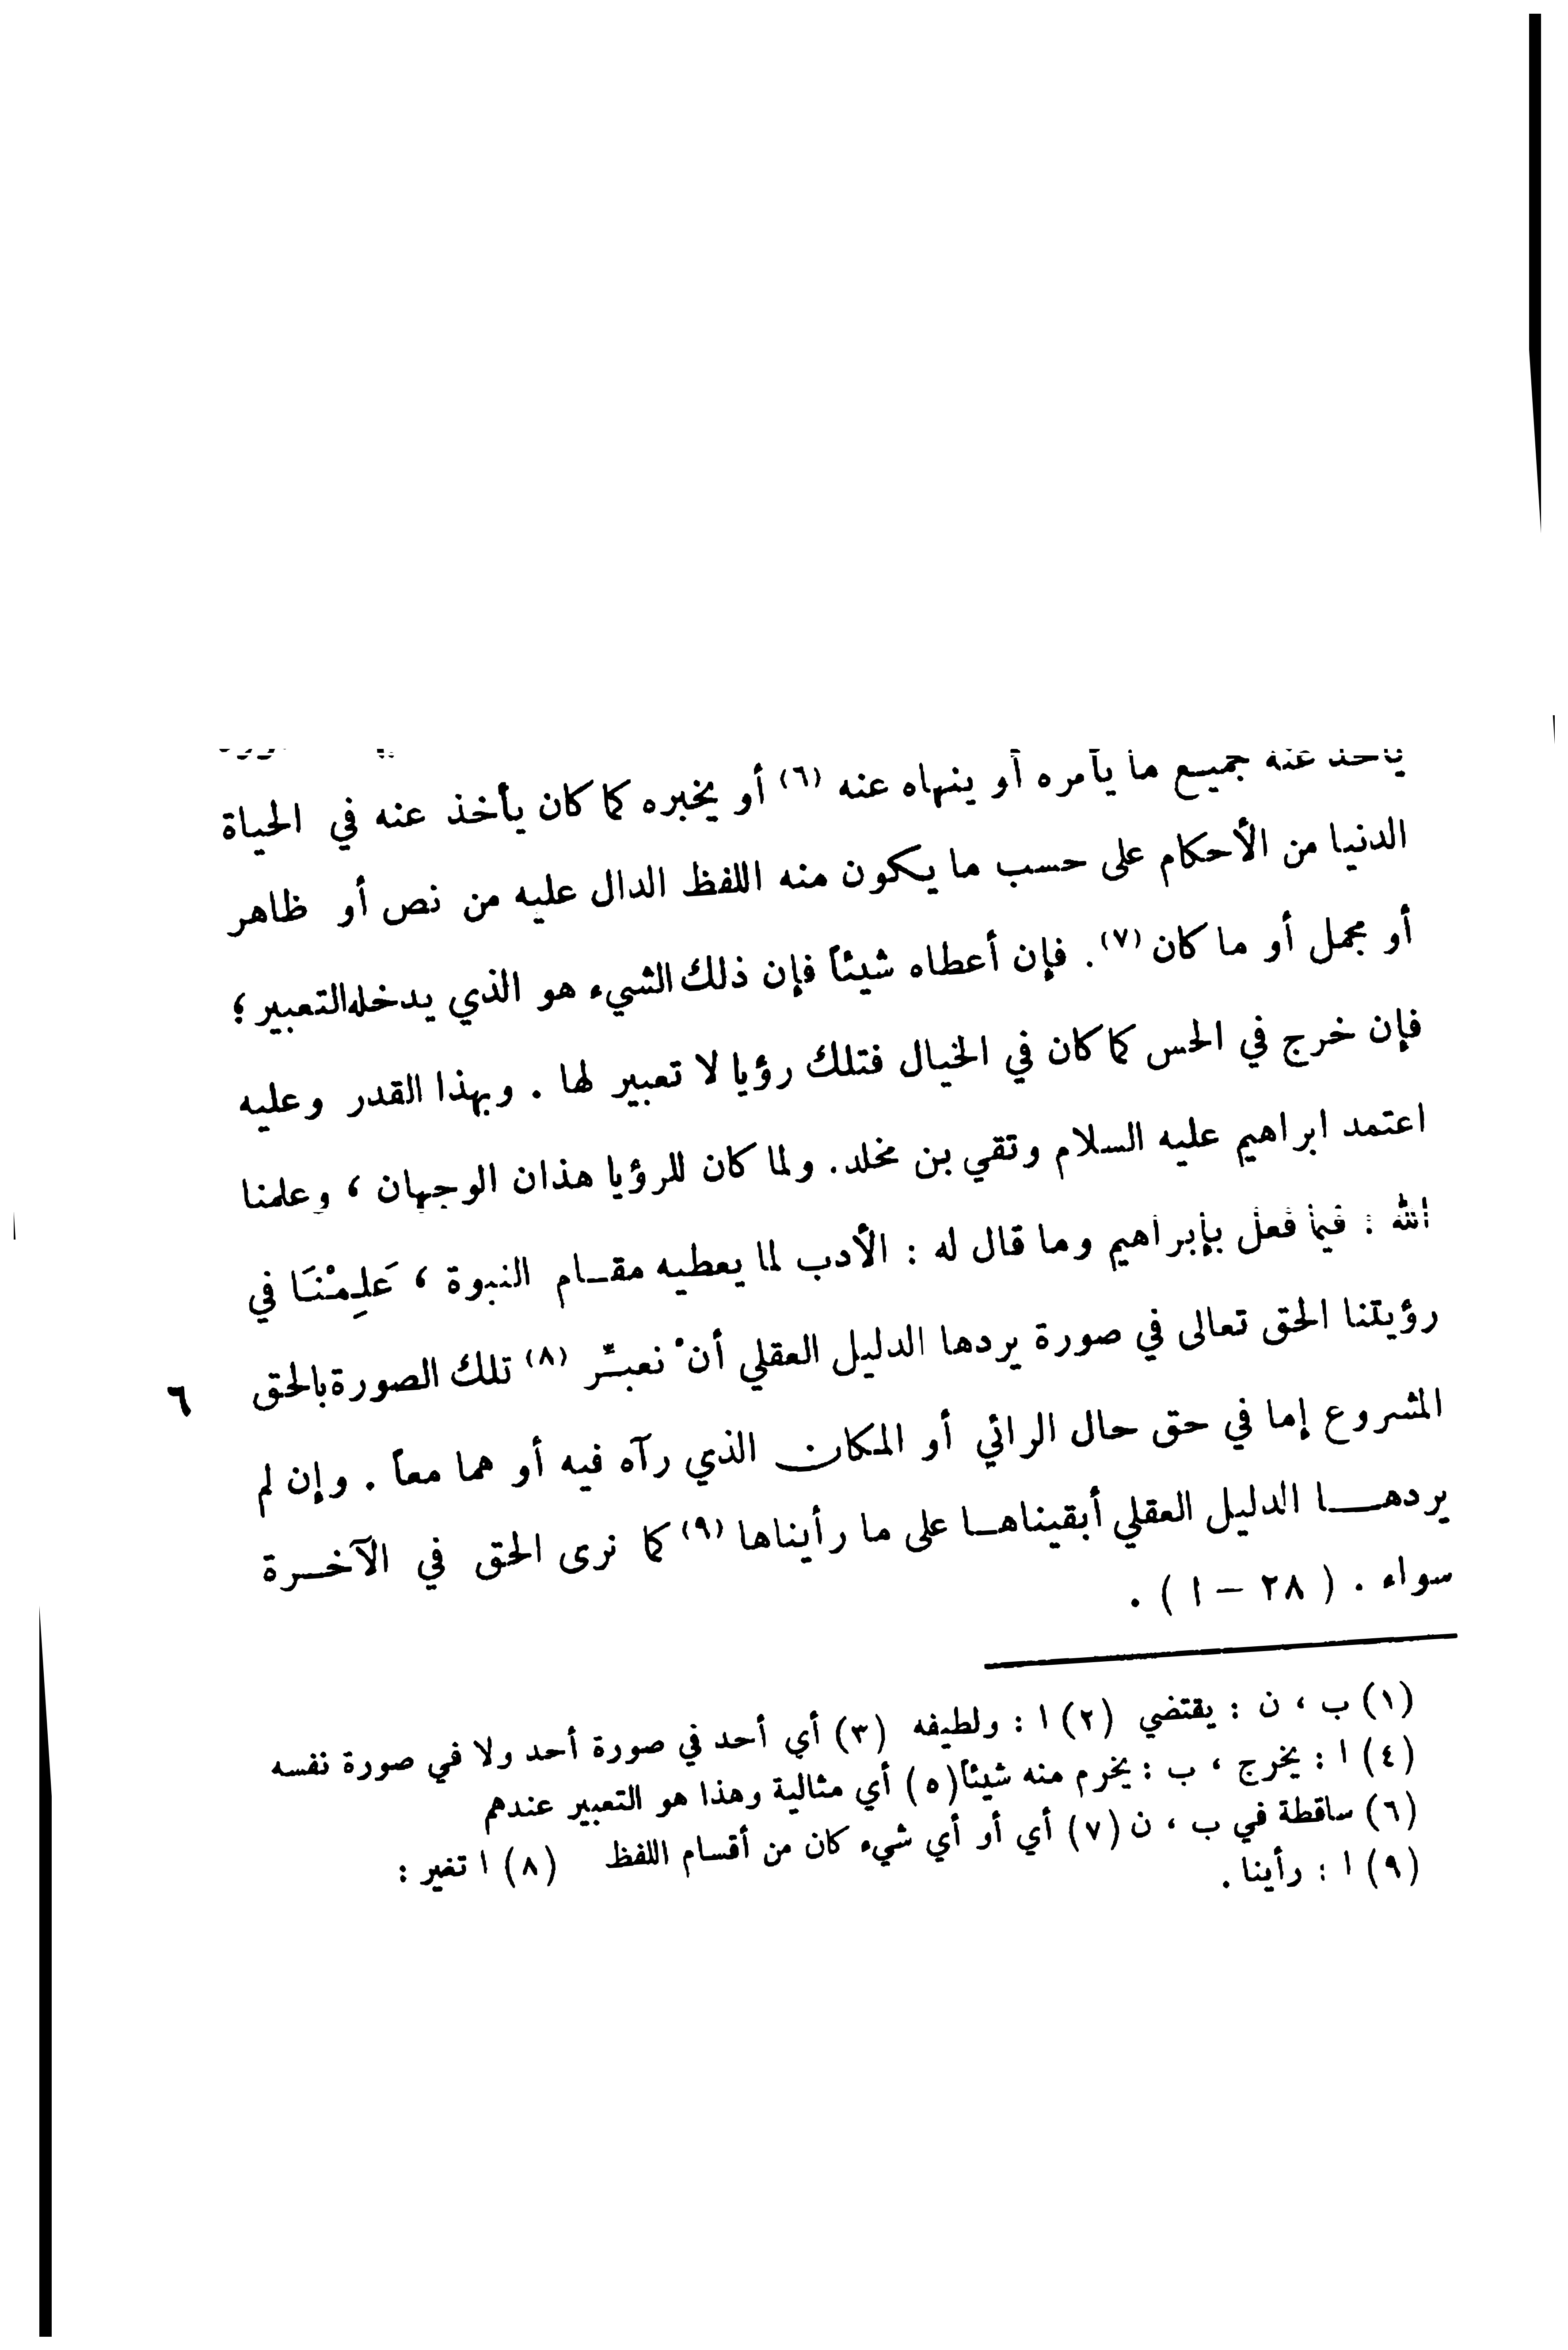 يأخذ عنه جميع ما يأمره أو ينهاه عنه (٦) أو يخبره كما كان يأخذ عنه في الحياة
الدنيا من الأحكام على حسب ما يكون منه اللفظ الدال عليه من نص أو ظاهر
أو مجمل أو ما كان (٧). فإن أعطاه شيئاً فإن ذلك الشيء هو الذي يدخله التعبير ؛
فإن خرج في الحس كما كان في الخيال فتلك رؤيا لا تعبير لها . وبهذا القدر وعليه
اعتمد ابراهيم عليه السلام وتقي بن مخلد. ولما كان للرؤيا هذان الوجهان ، وعلمنا
الله : فيما فعل بإبراهيم وما قال له : الأدب لما يعطيه مقـام النبوة ، عَلِمْنَا في
رؤيتنا الحق تعالى في صورة يردها الدليل العقلي أنْ نعبِّر (٨) تلك الصورة بالحق
٦
المشروع إما في حق حال الرائي أو المكان الذي رآه فيه أو هما معاً . وإن لم
يردهـــا الدليل العقلي أبقيناهـا على ما رأيناها (٩) كما نرى الحق في الآخـرة
سواء . ( ٢٨ – ا ) .
(١) ب ، ن : يقتضي (٢) ا : ولطيفه (٣) أي أحد في صورة أحد ولا في صورة نفسه
(٤) ا : يخرج ، ب : يخرم منه شيئاً (٥) أي مثالية وهذا هو التعبير عندهم
(٦) ساقطة في ب ، ن (٧) أي أو أي شيء كان من أقسام اللفظ (٨) ا تغير :
(٩) ا : رأينا .